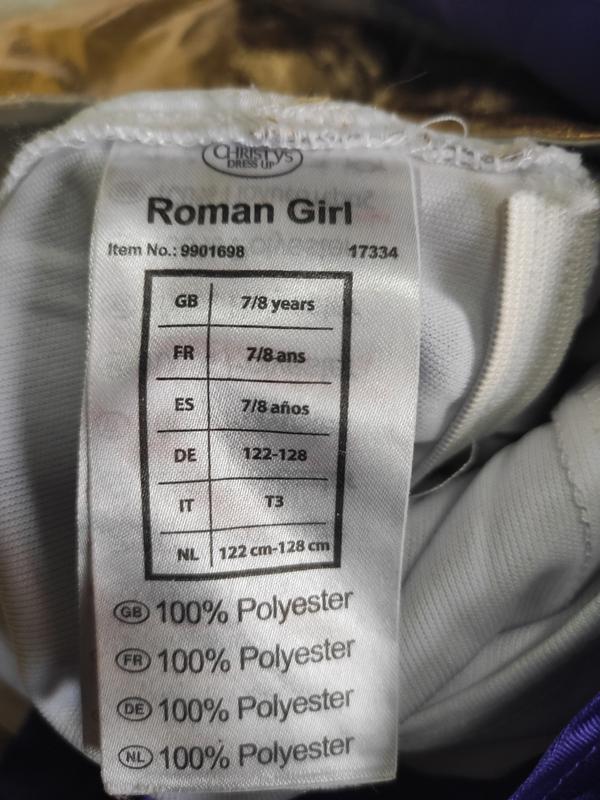 CHRISTYS
DRESS UP
Roman Girl
Item No.: 9901698 17334
GB 7/8 years
FR 7/8 ans
ES 7/8 años
DE 122-128
IT T3
NL 122 cm-128 cm
GB 100% Polyester
FR 100% Polyester
DE 100% Polyester
NL 100% Polyester